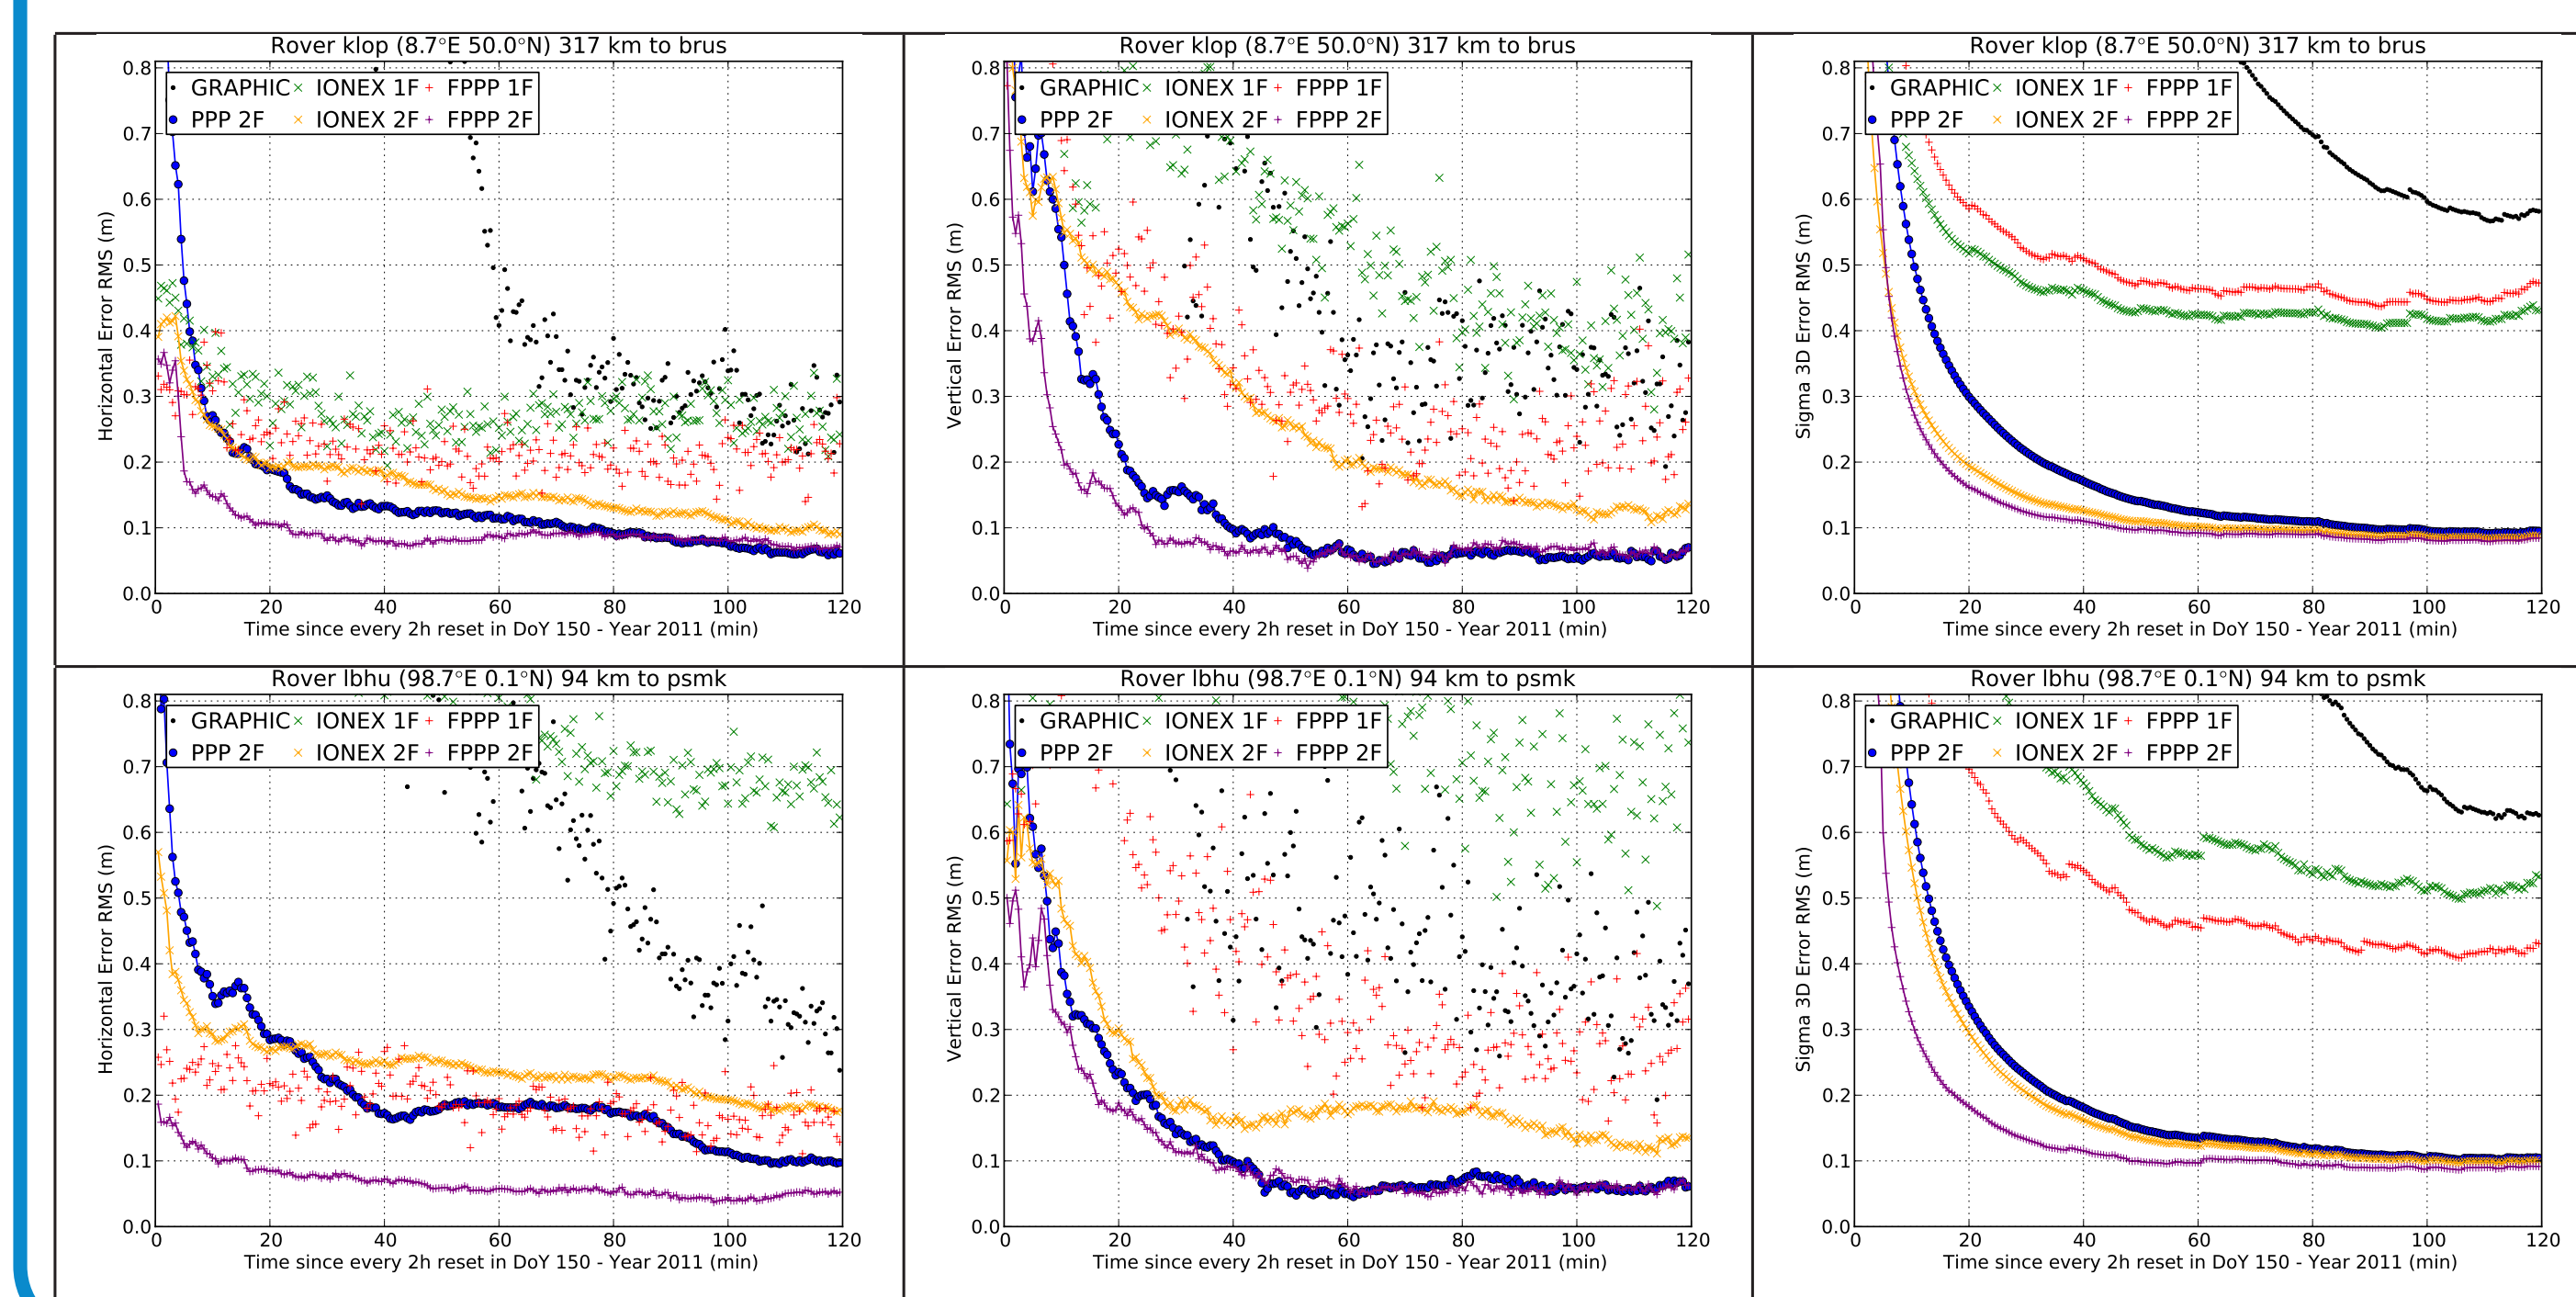 Rover klop (8.7°E 50.0°N) 317 km to brus
GRAPHIC IONEX 1F FPPP 1F
PPP 2F IONEX 2F FPPP 2F
Horizontal Error RMS (m)
0.8
0.7
0.6
0.5
0.4
0.3
0.2
0.1
0.0
0 20 40 60 80 100 120
Time since every 2h reset in DoY 150 - Year 2011 (min)
Rover klop (8.7°E 50.0°N) 317 km to brus
GRAPHIC IONEX 1F FPPP 1F
PPP 2F IONEX 2F FPPP 2F
Vertical Error RMS (m)
0.8
0.7
0.6
0.5
0.4
0.3
0.2
0.1
0.0
0 20 40 60 80 100 120
Time since every 2h reset in DoY 150 - Year 2011 (min)
Rover klop (8.7°E 50.0°N) 317 km to brus
GRAPHIC IONEX 1F FPPP 1F
PPP 2F IONEX 2F FPPP 2F
Sigma 3D Error RMS (m)
0.8
0.7
0.6
0.5
0.4
0.3
0.2
0.1
0.0
0 20 40 60 80 100 120
Time since every 2h reset in DoY 150 - Year 2011 (min)
Rover lbhu (98.7°E 0.1°N) 94 km to psmk
GRAPHIC IONEX 1F FPPP 1F
PPP 2F IONEX 2F FPPP 2F
Horizontal Error RMS (m)
0.8
0.7
0.6
0.5
0.4
0.3
0.2
0.1
0.0
0 20 40 60 80 100 120
Time since every 2h reset in DoY 150 - Year 2011 (min)
Rover lbhu (98.7°E 0.1°N) 94 km to psmk
GRAPHIC IONEX 1F FPPP 1F
PPP 2F IONEX 2F FPPP 2F
Vertical Error RMS (m)
0.8
0.7
0.6
0.5
0.4
0.3
0.2
0.1
0.0
0 20 40 60 80 100 120
Time since every 2h reset in DoY 150 - Year 2011 (min)
Rover lbhu (98.7°E 0.1°N) 94 km to psmk
GRAPHIC IONEX 1F FPPP 1F
PPP 2F IONEX 2F FPPP 2F
Sigma 3D Error RMS (m)
0.8
0.7
0.6
0.5
0.4
0.3
0.2
0.1
0.0
0 20 40 60 80 100 120
Time since every 2h reset in DoY 150 - Year 2011 (min)